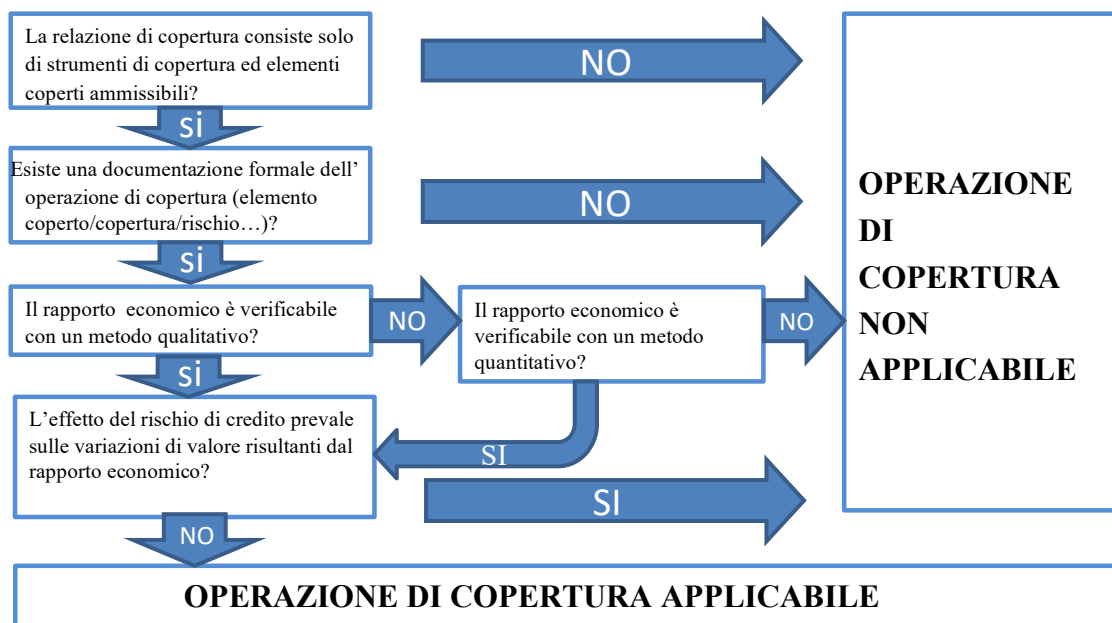 La relazione di copertura consiste solo
di strumenti di copertura ed elementi
coperti ammissibili?
NO
si
Esiste una documentazione formale dell’
operazione di copertura (elemento
coperto/copertura/rischio…)?
NO
si
Il rapporto economico è verificabile
con un metodo qualitativo?
NO
Il rapporto economico è
verificabile con un metodo
quantitativo?
NO
OPERAZIONE
DI
COPERTURA
NON
APPLICABILE
si
L’effetto del rischio di credito prevale
sulle variazioni di valore risultanti dal
rapporto economico?
SI
SI
NO
OPERAZIONE DI COPERTURA APPLICABILE